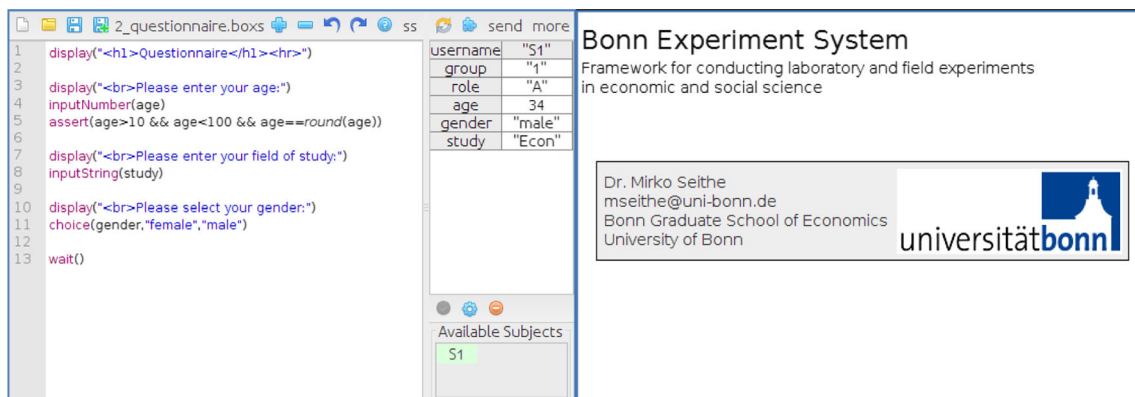 2_questionnaire.boxs ss send more
1 display("<h1>Questionnaire</h1><hr>")
2
3 display("<br>Please enter your age:")
4 inputNumber(age)
5 assert(age>10 && age<100 && age==round(age))
6
7 display("<br>Please enter your field of study:")
8 inputString(study)
9
10 display("<br>Please select your gender:")
11 choice(gender,"female","male")
12
13 wait()
username "S1"
group "1"
role "A"
age 34
gender "male"
study "Econ"
Available Subjects
S1
Bonn Experiment System
Framework for conducting laboratory and field experiments
in economic and social science
Dr. Mirko Seithe
mseithe@uni-bonn.de
Bonn Graduate School of Economics
University of Bonn
universitätbonn